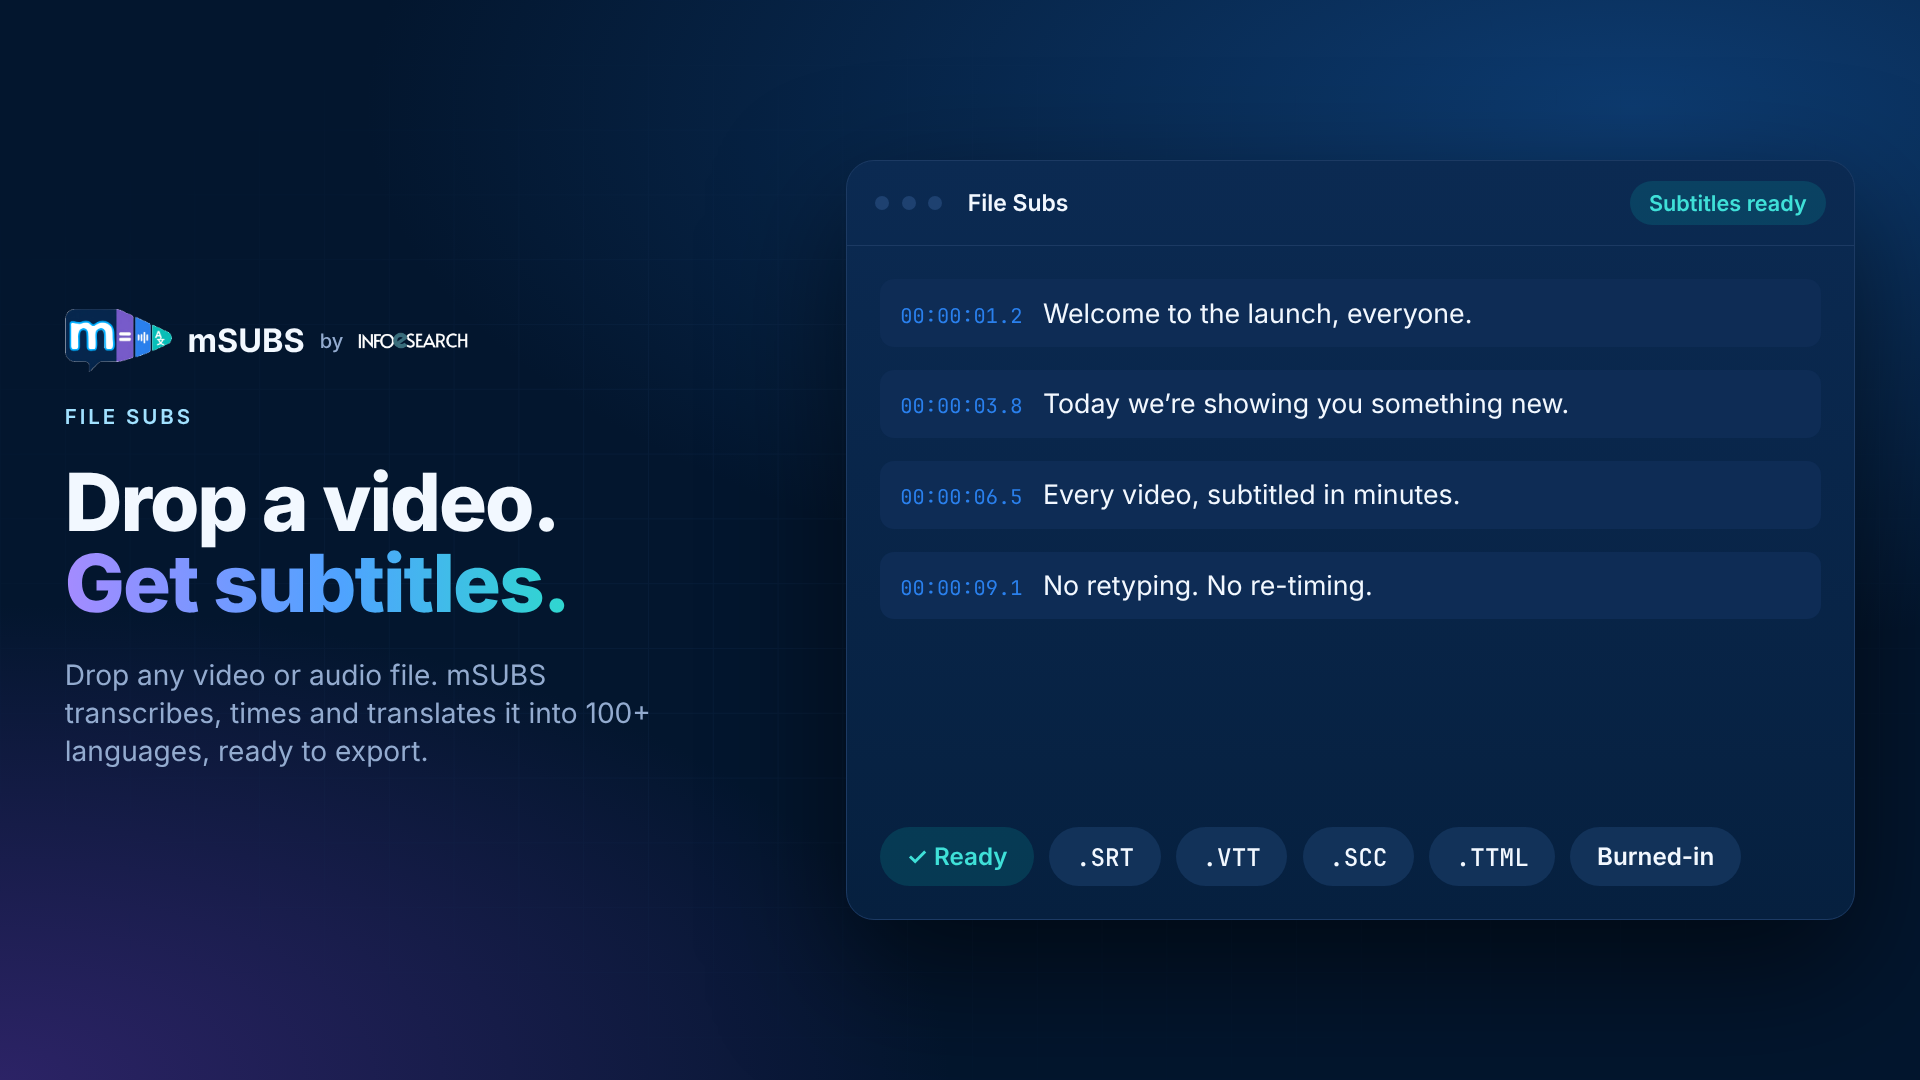 m
mSUBS by INFOeSEARCH
FILE SUBS
Drop a video.
Get subtitles.
Drop any video or audio file. mSUBS
transcribes, times and translates it into 100+
languages, ready to export.
File Subs
Subtitles ready
00:00:01.2 Welcome to the launch, everyone.
00:00:03.8 Today we’re showing you something new.
00:00:06.5 Every video, subtitled in minutes.
00:00:09.1 No retyping. No re-timing.
✓ Ready
.SRT
.VTT
.SCC
.TTML
Burned-in